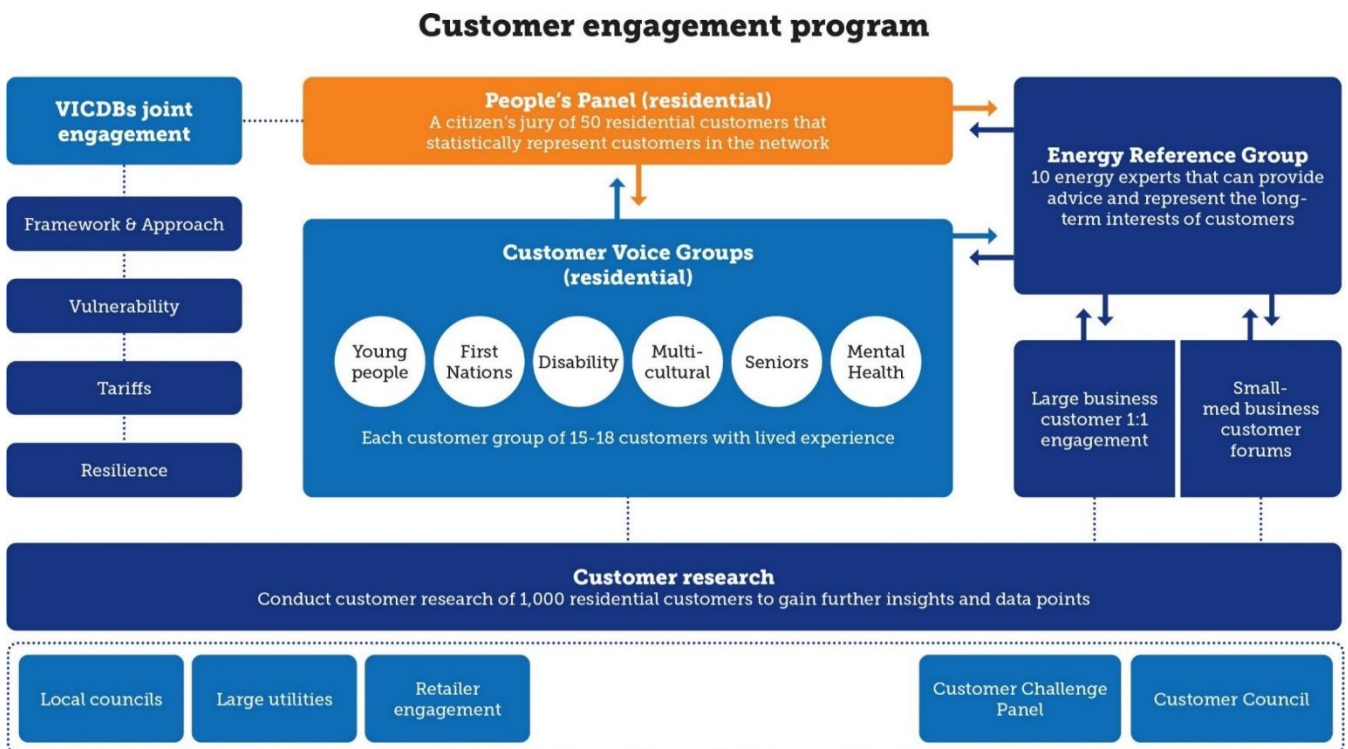 Customer engagement program
VICDBs joint
engagement
Framework & Approach
Vulnerability
Tariffs
Resilience
People's Panel (residential)
A citizen's jury of 50 residential customers that
statistically represent customers in the network
Customer Voice Groups
(residential)
Young
people
First
Nations
Disability
Multi-
cultural
Seniors
Mental
Health
Each customer group of 15-18 customers with lived experience
Energy Reference Group
10 energy experts that can provide
advice and represent the long-
term interests of customers
Large business
customer 1:1
engagement
Small-
med business
customer
forums
Customer research
Conduct customer research of 1,000 residential customers to gain further insights and data points
Local councils
Large utilities
Retailer
engagement
Customer Challenge
Panel
Customer Council